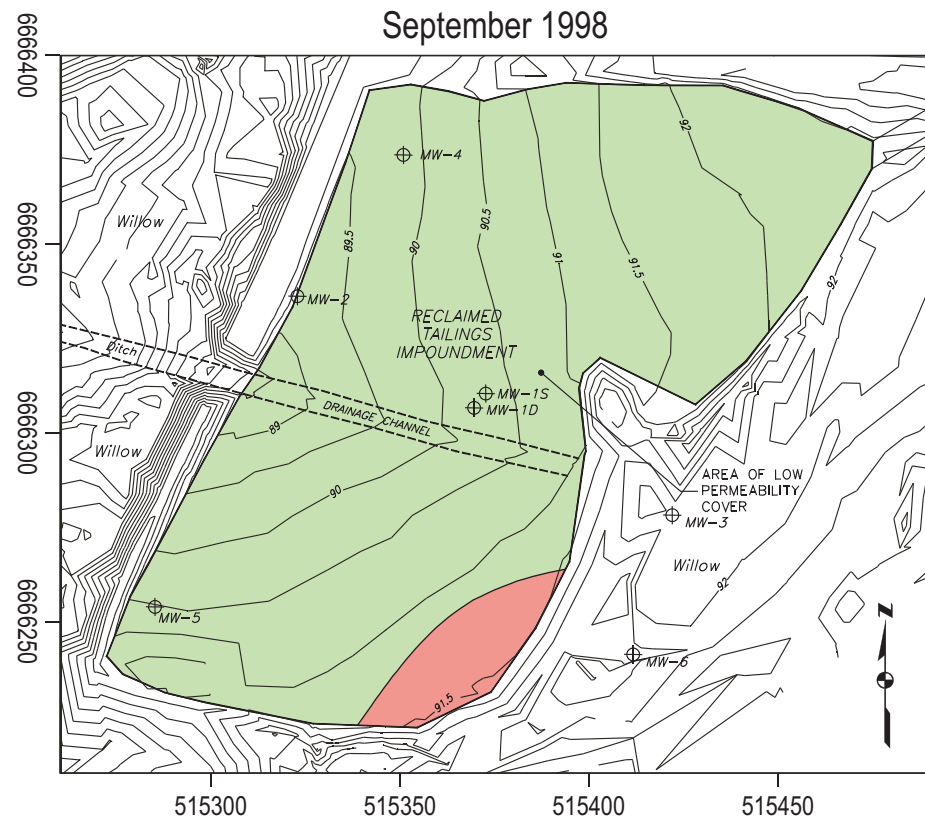 September 1998
6666400
6666350
6666300
6666250
92
MW-4
90.5
Willow
89.5
90
91
91.5
92
MW-2
RECLAIMED
TAILINGS
IMPOUNDMENT
Ditch
MW-1S
MW-1D
DRAINAGE CHANNEL
89
Willow
AREA OF LOW
PERMEABILITY
COVER
90
MW-3
Willow
92
MW-5
MW-6
91.5
N
515300
515350
515400
515450